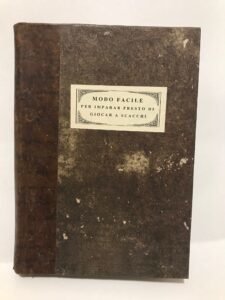 MODO FACILE
PER IMPARAR PRESTO DI
GIOCAR A SCACCHI